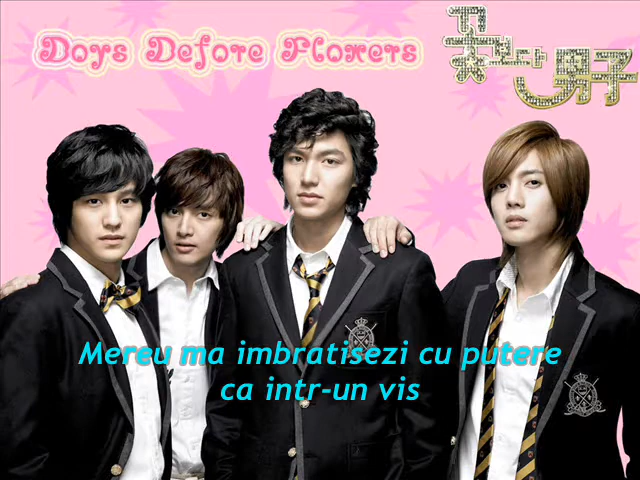 Boys Before Flowers
꽃보다 男子
Mereu ma imbratisezi cu putere
ca intr-un vis